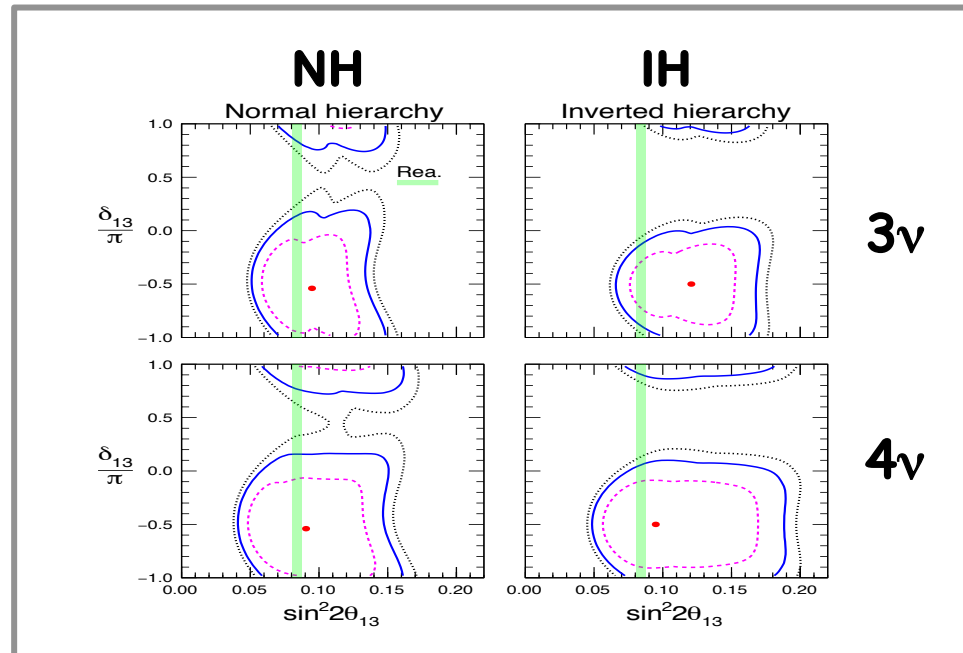 NH IH
Normal hierarchy Inverted hierarchy
1.0
0.5
0.0
−0.5
−1.0
δ13/π
Rea.
3ν
1.0
0.5
0.0
−0.5
−1.0
δ13/π
4ν
0.00 0.05 0.10 0.15 0.20 0.00 0.05 0.10 0.15 0.20
sin²2θ13 sin²2θ13